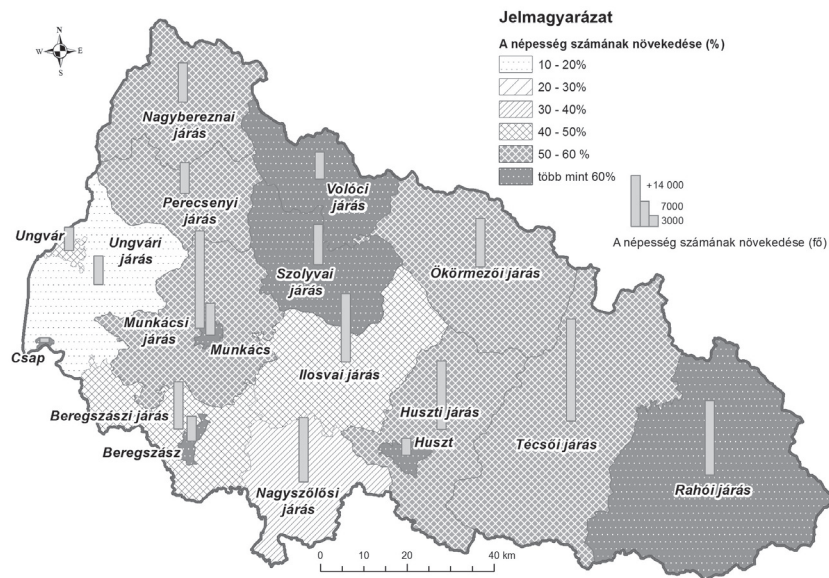 N
W E
S
Jelmagyarázat
A népesség számának növekedése (%)
10 - 20%
20 - 30%
30 - 40%
40 - 50%
50 - 60 %
több mint 60%
+14 000
7000
3000
A népesség számának növekedése (fő)
Nagybereznai
járás
Perecsenyi
járás
Volóci
járás
Ungvár
Ungvári
járás
Szolyvai
járás
Ökörmezői járás
Munkácsi
járás
Munkács
Csap
Ilosvai járás
Beregszászi járás
Beregszász
Huszti járás
Huszt
Técsői járás
Nagyszőlősi
járás
Rahói járás
0 10 20 40 km